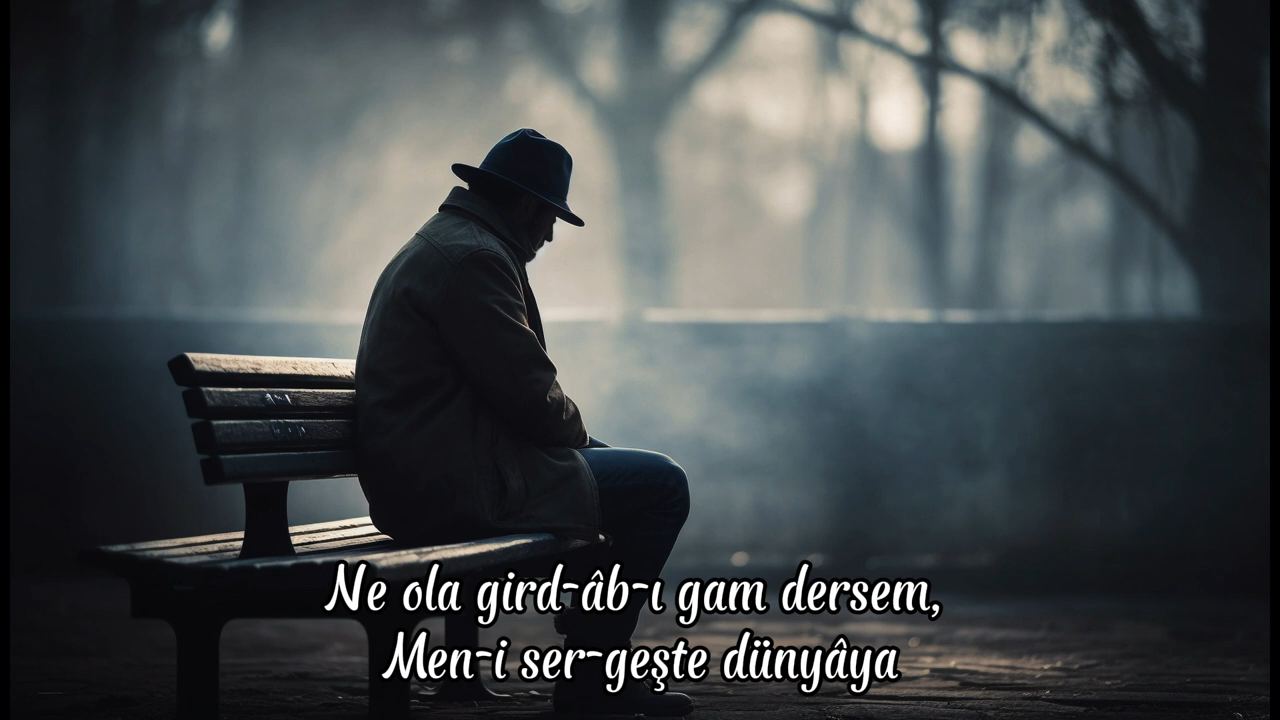 Ne ola gird-âb-ı gam dersem,
Men-i ser-geşte dünyâya